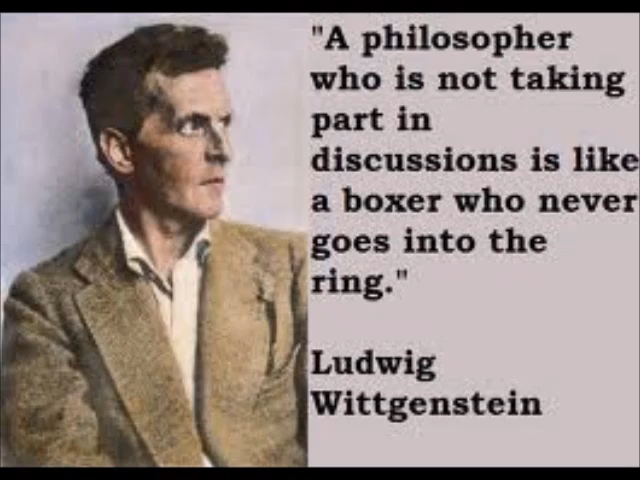 "A philosopher
who is not taking
part in
discussions is like
a boxer who never
goes into the
ring."
Ludwig
Wittgenstein